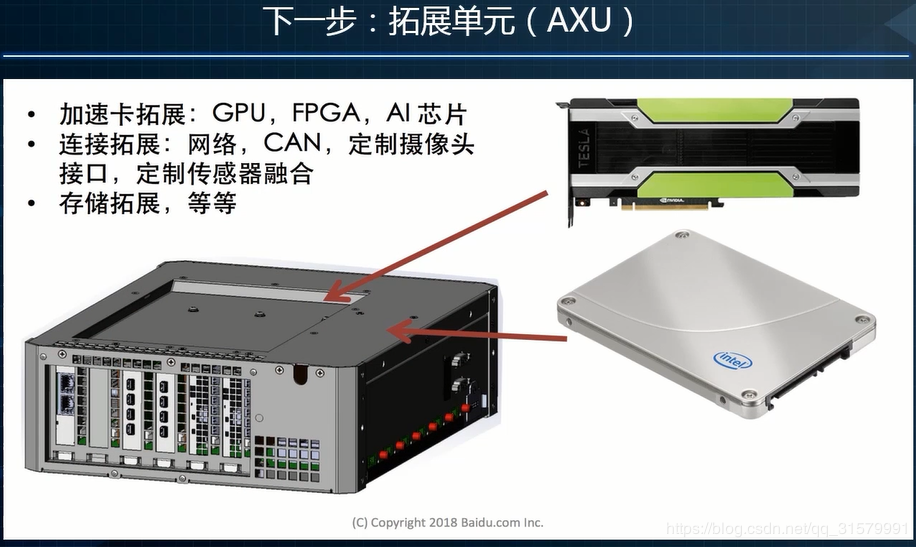 下一步：拓展单元（AXU）
• 加速卡拓展：GPU，FPGA，AI 芯片
• 连接拓展：网络，CAN，定制摄像头
接口，定制传感器融合
• 存储拓展，等等
TESLA
NVIDIA.
intel
(C) Copyright 2018 Baidu.com Inc.
https://blog.csdn.net/qq_31579991